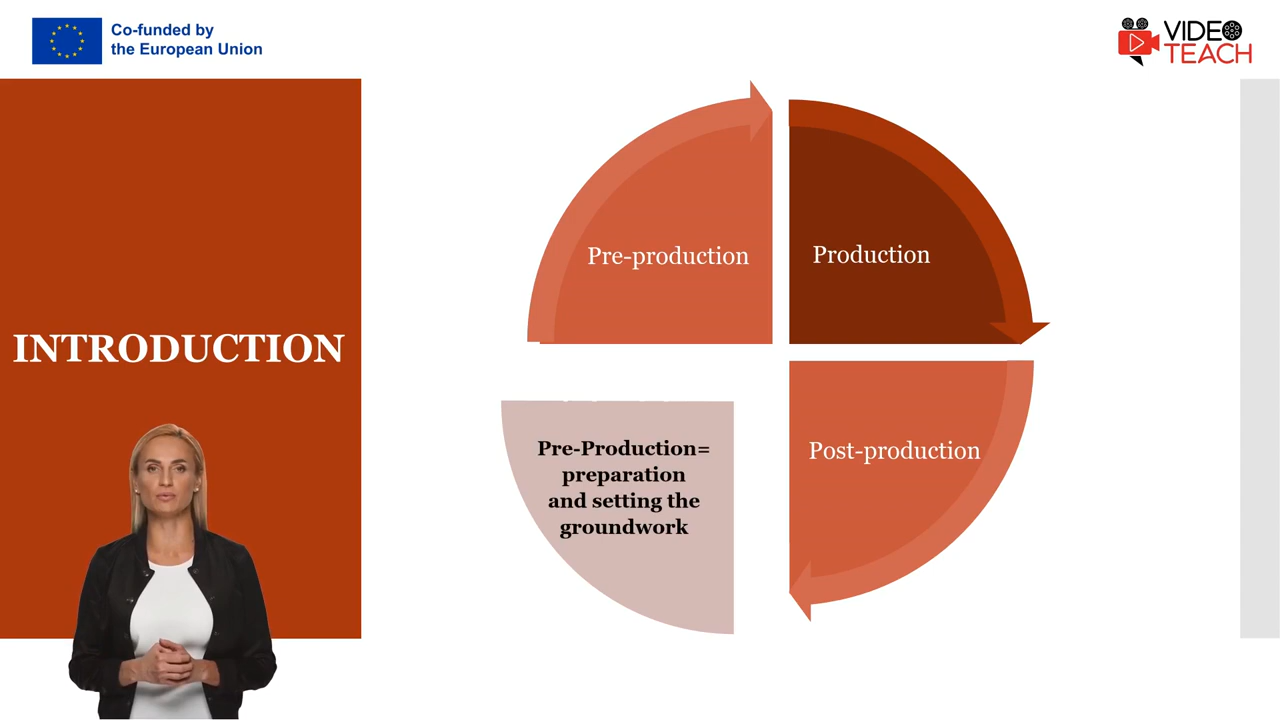 Co-funded by
the European Union
VIDEO
TEACH
INTRODUCTION
Pre-production
Production
Post-production
Pre-Production=
preparation
and setting the
groundwork